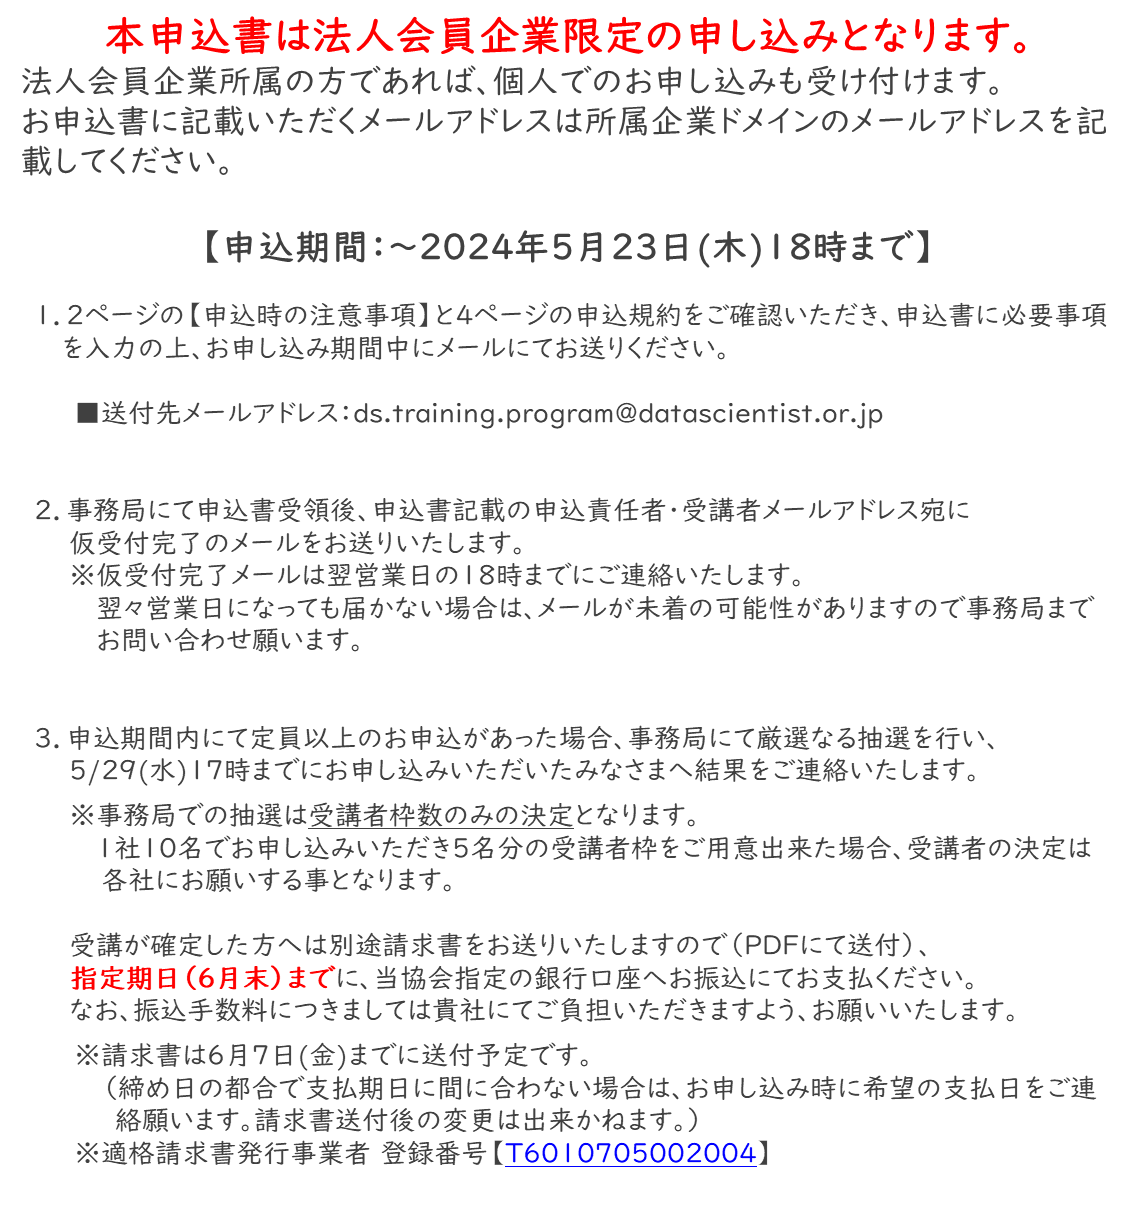 本申込書は法人会員企業限定の申し込みとなります。
法人会員企業所属の方であれば、個人でのお申し込みも受け付けます。
お申込書に記載いただくメールアドレスは所属企業ドメインのメールアドレスを記
載してください。
【申込期間：～2024年5月23日(木)18時まで】
1．2ページの【申込時の注意事項】と4ページの申込規約をご確認いただき、申込書に必要事項
を入力の上、お申し込み期間中にメールにてお送りください。
■送付先メールアドレス：ds.training.program@datascientist.or.jp
2．事務局にて申込書受領後、申込書記載の申込責任者・受講者メールアドレス宛に
仮受付完了のメールをお送りいたします。
※仮受付完了メールは翌営業日の18時までにご連絡いたします。
翌々営業日になっても届かない場合は、メールが未着の可能性がありますので事務局まで
お問い合わせ願います。
3．申込期間内にて定員以上のお申込があった場合、事務局にて厳選なる抽選を行い、
5/29(水)17時までにお申し込みいただいたみなさまへ結果をご連絡いたします。
※事務局での抽選は受講者枠数のみの決定となります。
1社10名でお申し込みいただき5名分の受講者枠をご用意出来た場合、受講者の決定は
各社にお願いする事となります。
受講が確定した方へは別途請求書をお送りいたしますので（PDFにて送付）、
指定期日（6月末）までに、当協会指定の銀行口座へお振込にてお支払ください。
なお、振込手数料につきましては貴社にてご負担いただきますよう、お願いいたします。
※請求書は6月7日(金)までに送付予定です。
（締め日の都合で支払期日に間に合わない場合は、お申し込み時に希望の支払日をご連
絡願います。請求書送付後の変更は出来かねます。）
※適格請求書発行事業者 登録番号【T6010705002004】